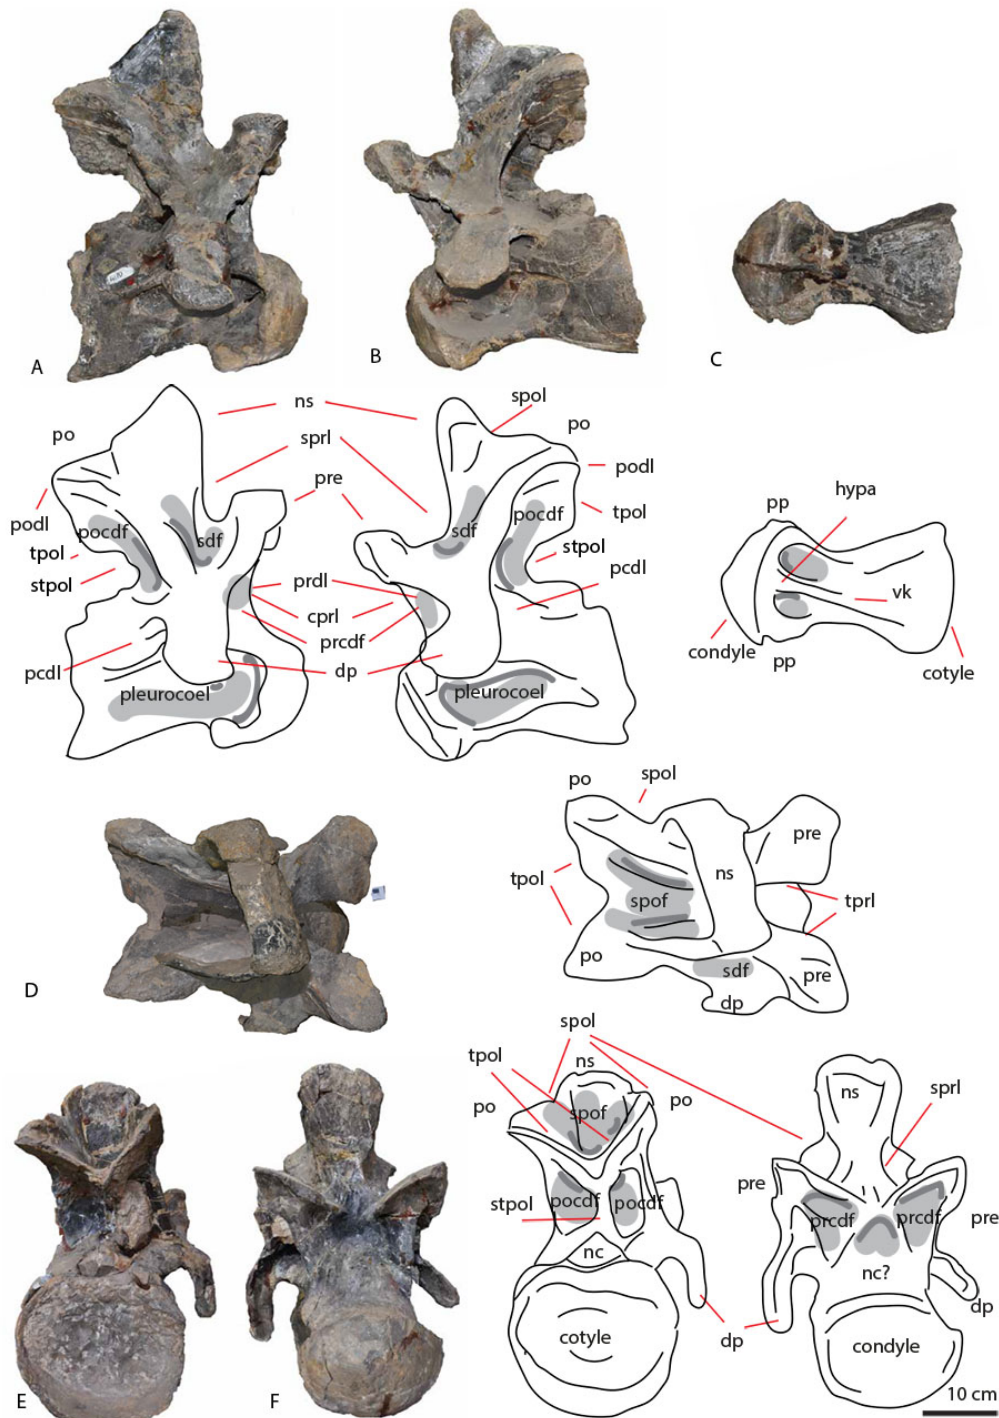 A
B
C
ns
spol
po
po
sprl
pre
podl
hypa
podl
pocdf
sdf
sdf
pocdf
tpol
pp
tpol
stpol
stpol
prdl
pcdl
cprl
vk
prcdf
condyle
pp
cotyle
pcdl
dp
pleurocoel
pleurocoel
po
spol
pre
tpol
ns
spof
tprl
po
sdf
pre
dp
D
spol
tpol
ns
po
spof
po
ns
sprl
stpol
pocdf
pocdf
pre
prcdf
prcdf
pre
nc
nc?
dp
dp
cotyle
condyle
E
F
10 cm